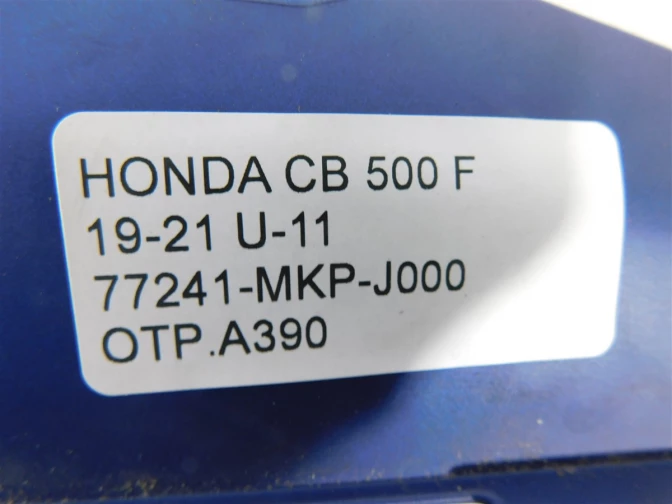 HONDA CB 500 F
19-21 U-11
77241-MKP-J000
OTP.A390